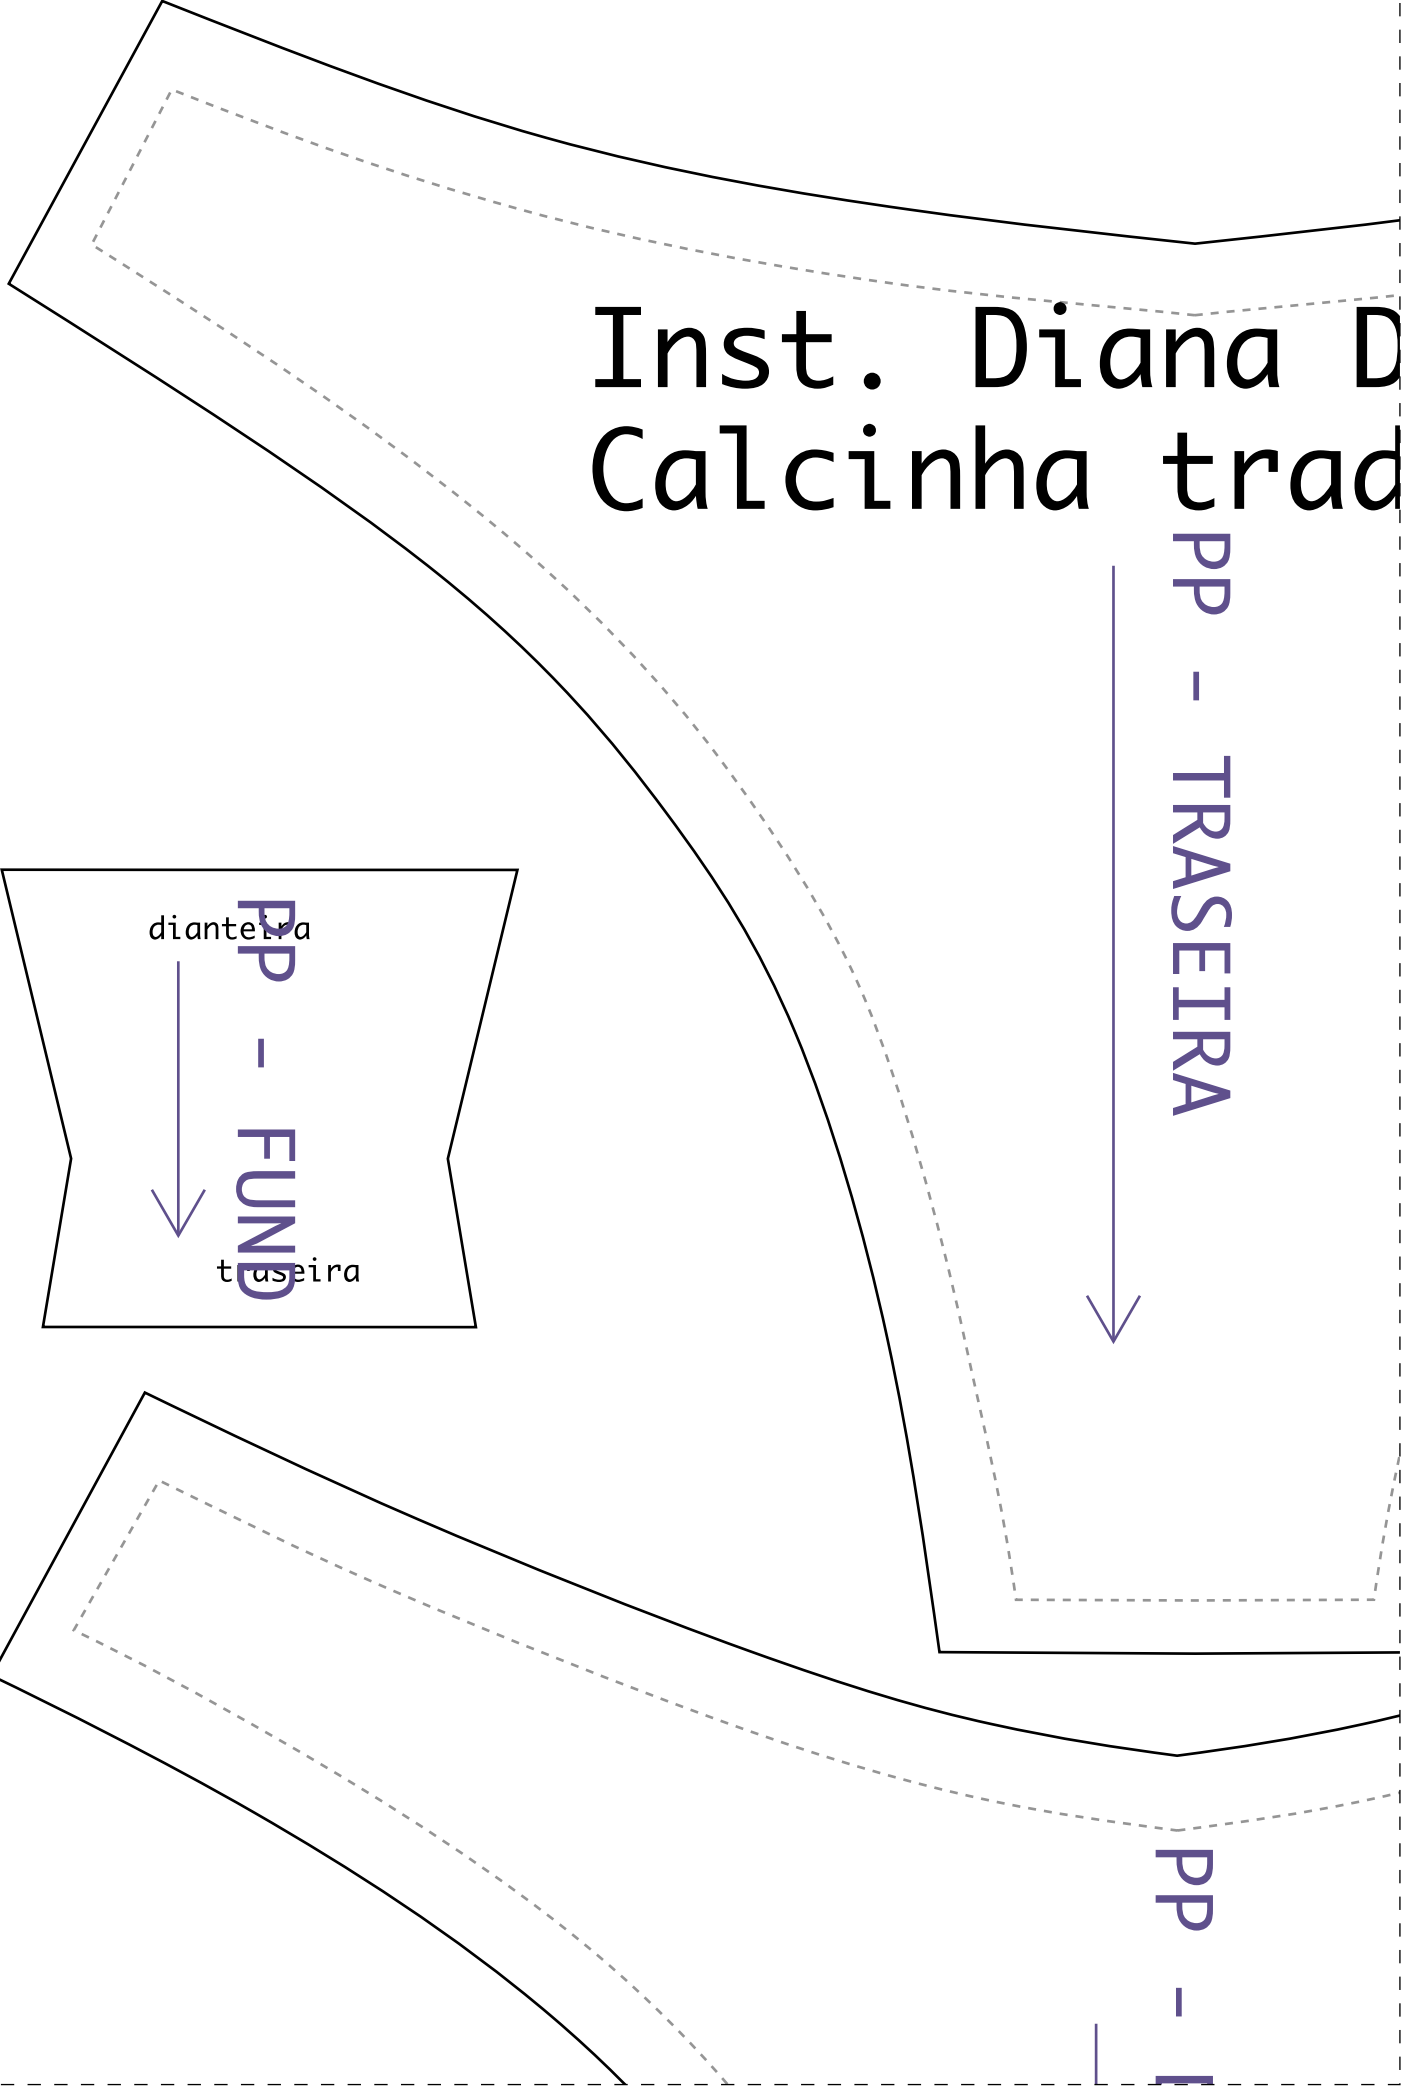 Inst. Diana D
Calcinha trad
PP - TRASEIRA
dianteira
PP - FUND
traseira
PP -